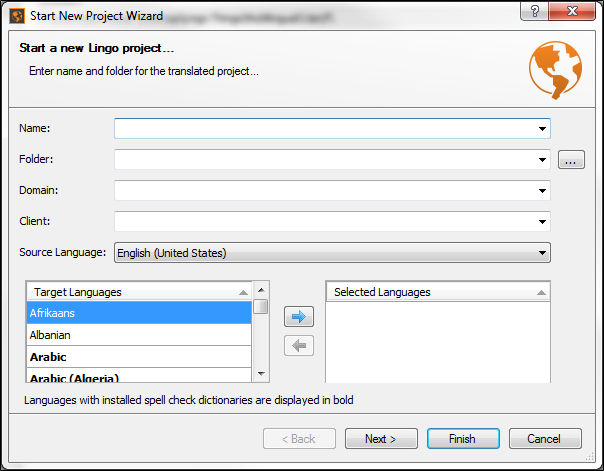 Start New Project Wizard
Start a new Lingo project...
Enter name and folder for the translated project...
Name:
Folder:
...
Domain:
Client:
Source Language: English (United States)
Target Languages
Selected Languages
Afrikaans
Albanian
Arabic
Arabic (Algeria)
Languages with installed spell check dictionaries are displayed in bold
< Back Next > Finish Cancel